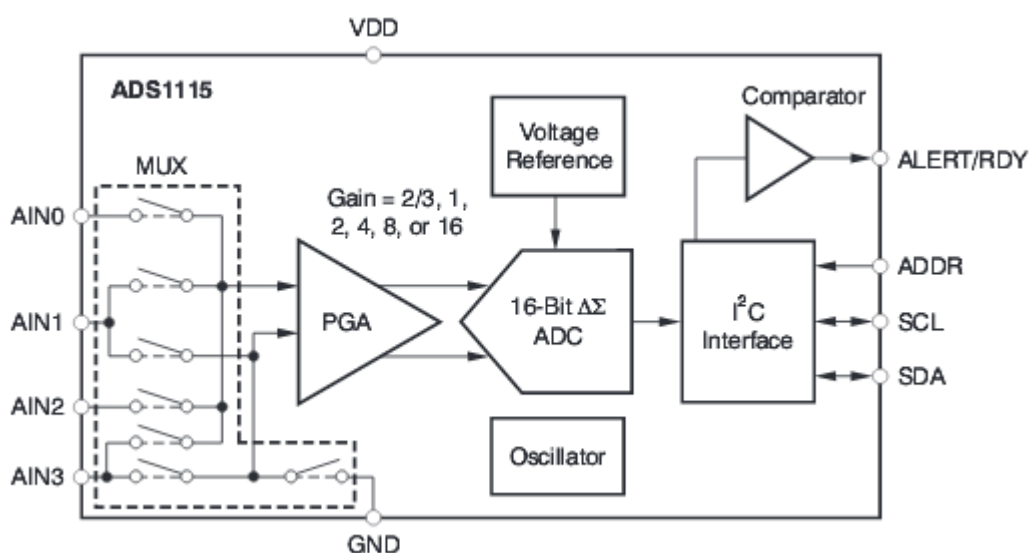 VDD
ADS1115
Comparator
Voltage
Reference
ALERT/RDY
MUX
Gain = 2/3, 1,
2, 4, 8, or 16
AIN0
ADDR
PGA
16-Bit ΔΣ
ADC
I²C
Interface
AIN1
SCL
SDA
AIN2
Oscillator
AIN3
GND